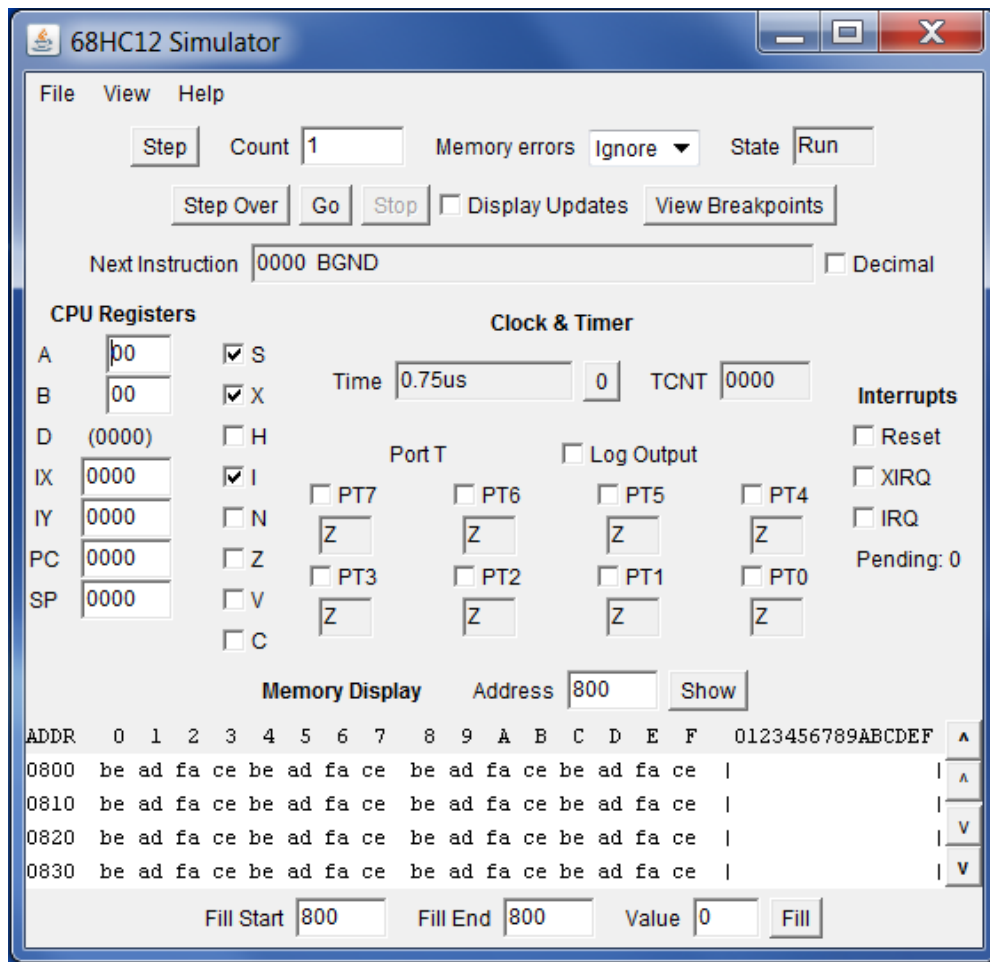 68HC12 Simulator
File View Help
Step Count 1 Memory errors Ignore State Run
Step Over Go Stop Display Updates View Breakpoints
Next Instruction 0000 BGND Decimal
CPU Registers
Clock & Timer
A 00 S
Time 0.75us 0 TCNT 0000
B 00 X
Interrupts
D (0000) H
Reset
Port T Log Output
IX 0000 I
XIRQ
PT7 PT6 PT5 PT4
IY 0000 N
IRQ
Z Z Z Z
PC 0000 Z
Pending: 0
PT3 PT2 PT1 PT0
SP 0000 V
Z Z Z Z
C
Memory Display Address 800 Show
ADDR 0 1 2 3 4 5 6 7 8 9 A B C D E F 0123456789ABCDEF
0800 be ad fa ce be ad fa ce be ad fa ce be ad fa ce | |
0810 be ad fa ce be ad fa ce be ad fa ce be ad fa ce | |
0820 be ad fa ce be ad fa ce be ad fa ce be ad fa ce | |
0830 be ad fa ce be ad fa ce be ad fa ce be ad fa ce | |
Fill Start 800 Fill End 800 Value 0 Fill